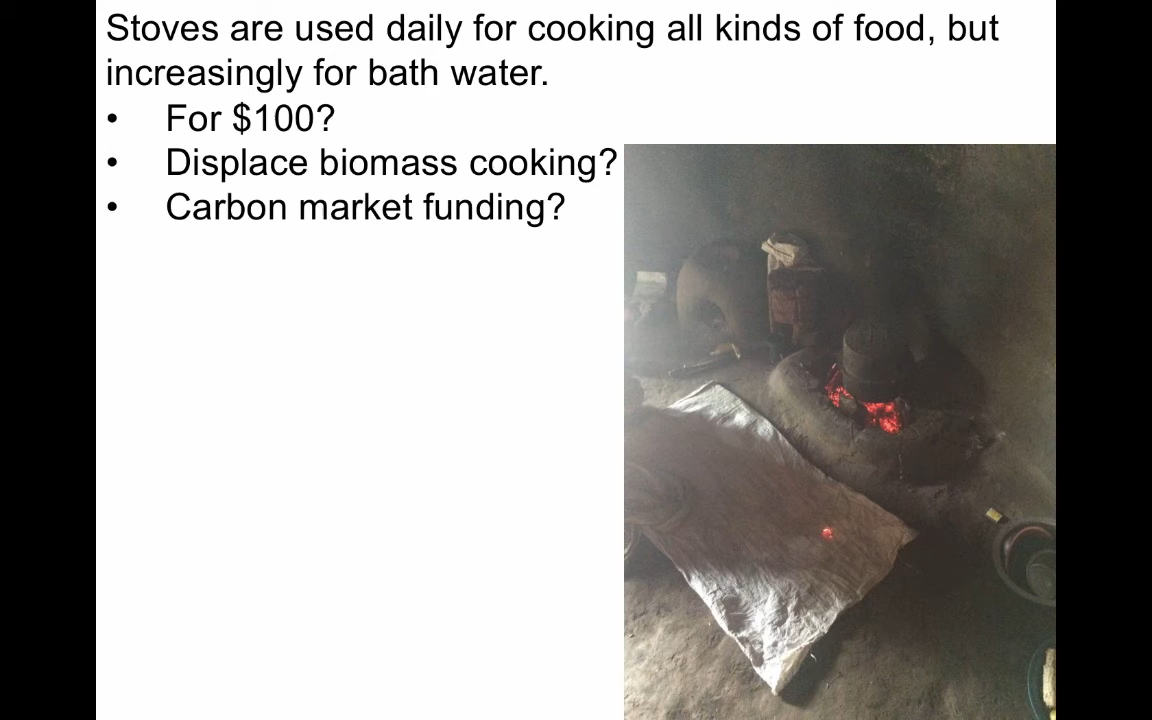 Stoves are used daily for cooking all kinds of food, but
increasingly for bath water.
• For $100?
• Displace biomass cooking?
• Carbon market funding?